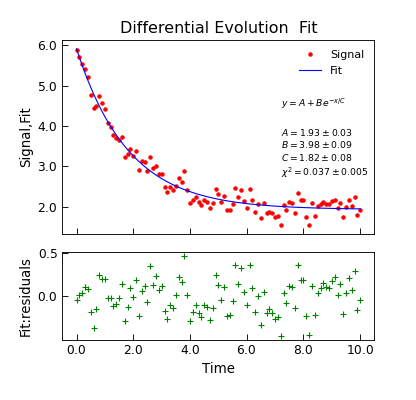 Differential Evolution Fit
6.0
5.0
4.0
3.0
2.0
Signal,Fit
Signal
Fit
y = A + Be^{-x/C}
A = 1.93 ± 0.03
B = 3.98 ± 0.09
C = 1.82 ± 0.08
χ² = 0.037 ± 0.005
0.5
0.0
Fit:residuals
0.0 2.0 4.0 6.0 8.0 10.0
Time